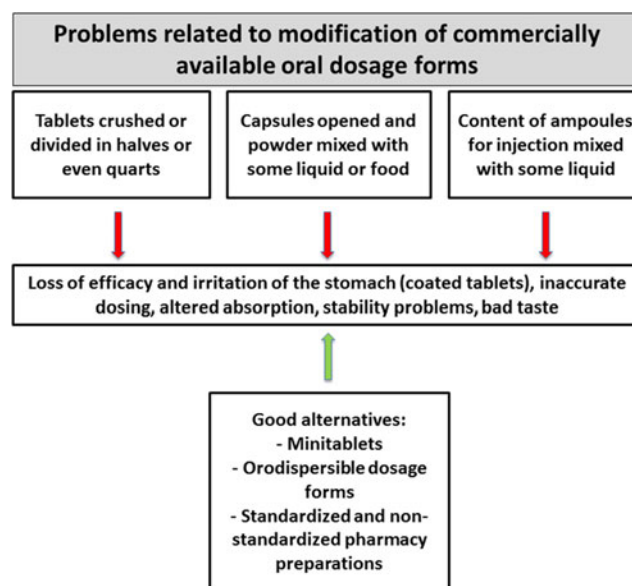 Problems related to modification of commercially
available oral dosage forms
Tablets crushed or
divided in halves or
even quarts
Capsules opened and
powder mixed with
some liquid or food
Content of ampoules
for injection mixed
with some liquid
Loss of efficacy and irritation of the stomach (coated tablets), inaccurate
dosing, altered absorption, stability problems, bad taste
Good alternatives:
- Minitablets
- Orodispersible dosage
forms
- Standardized and non-
standardized pharmacy
preparations